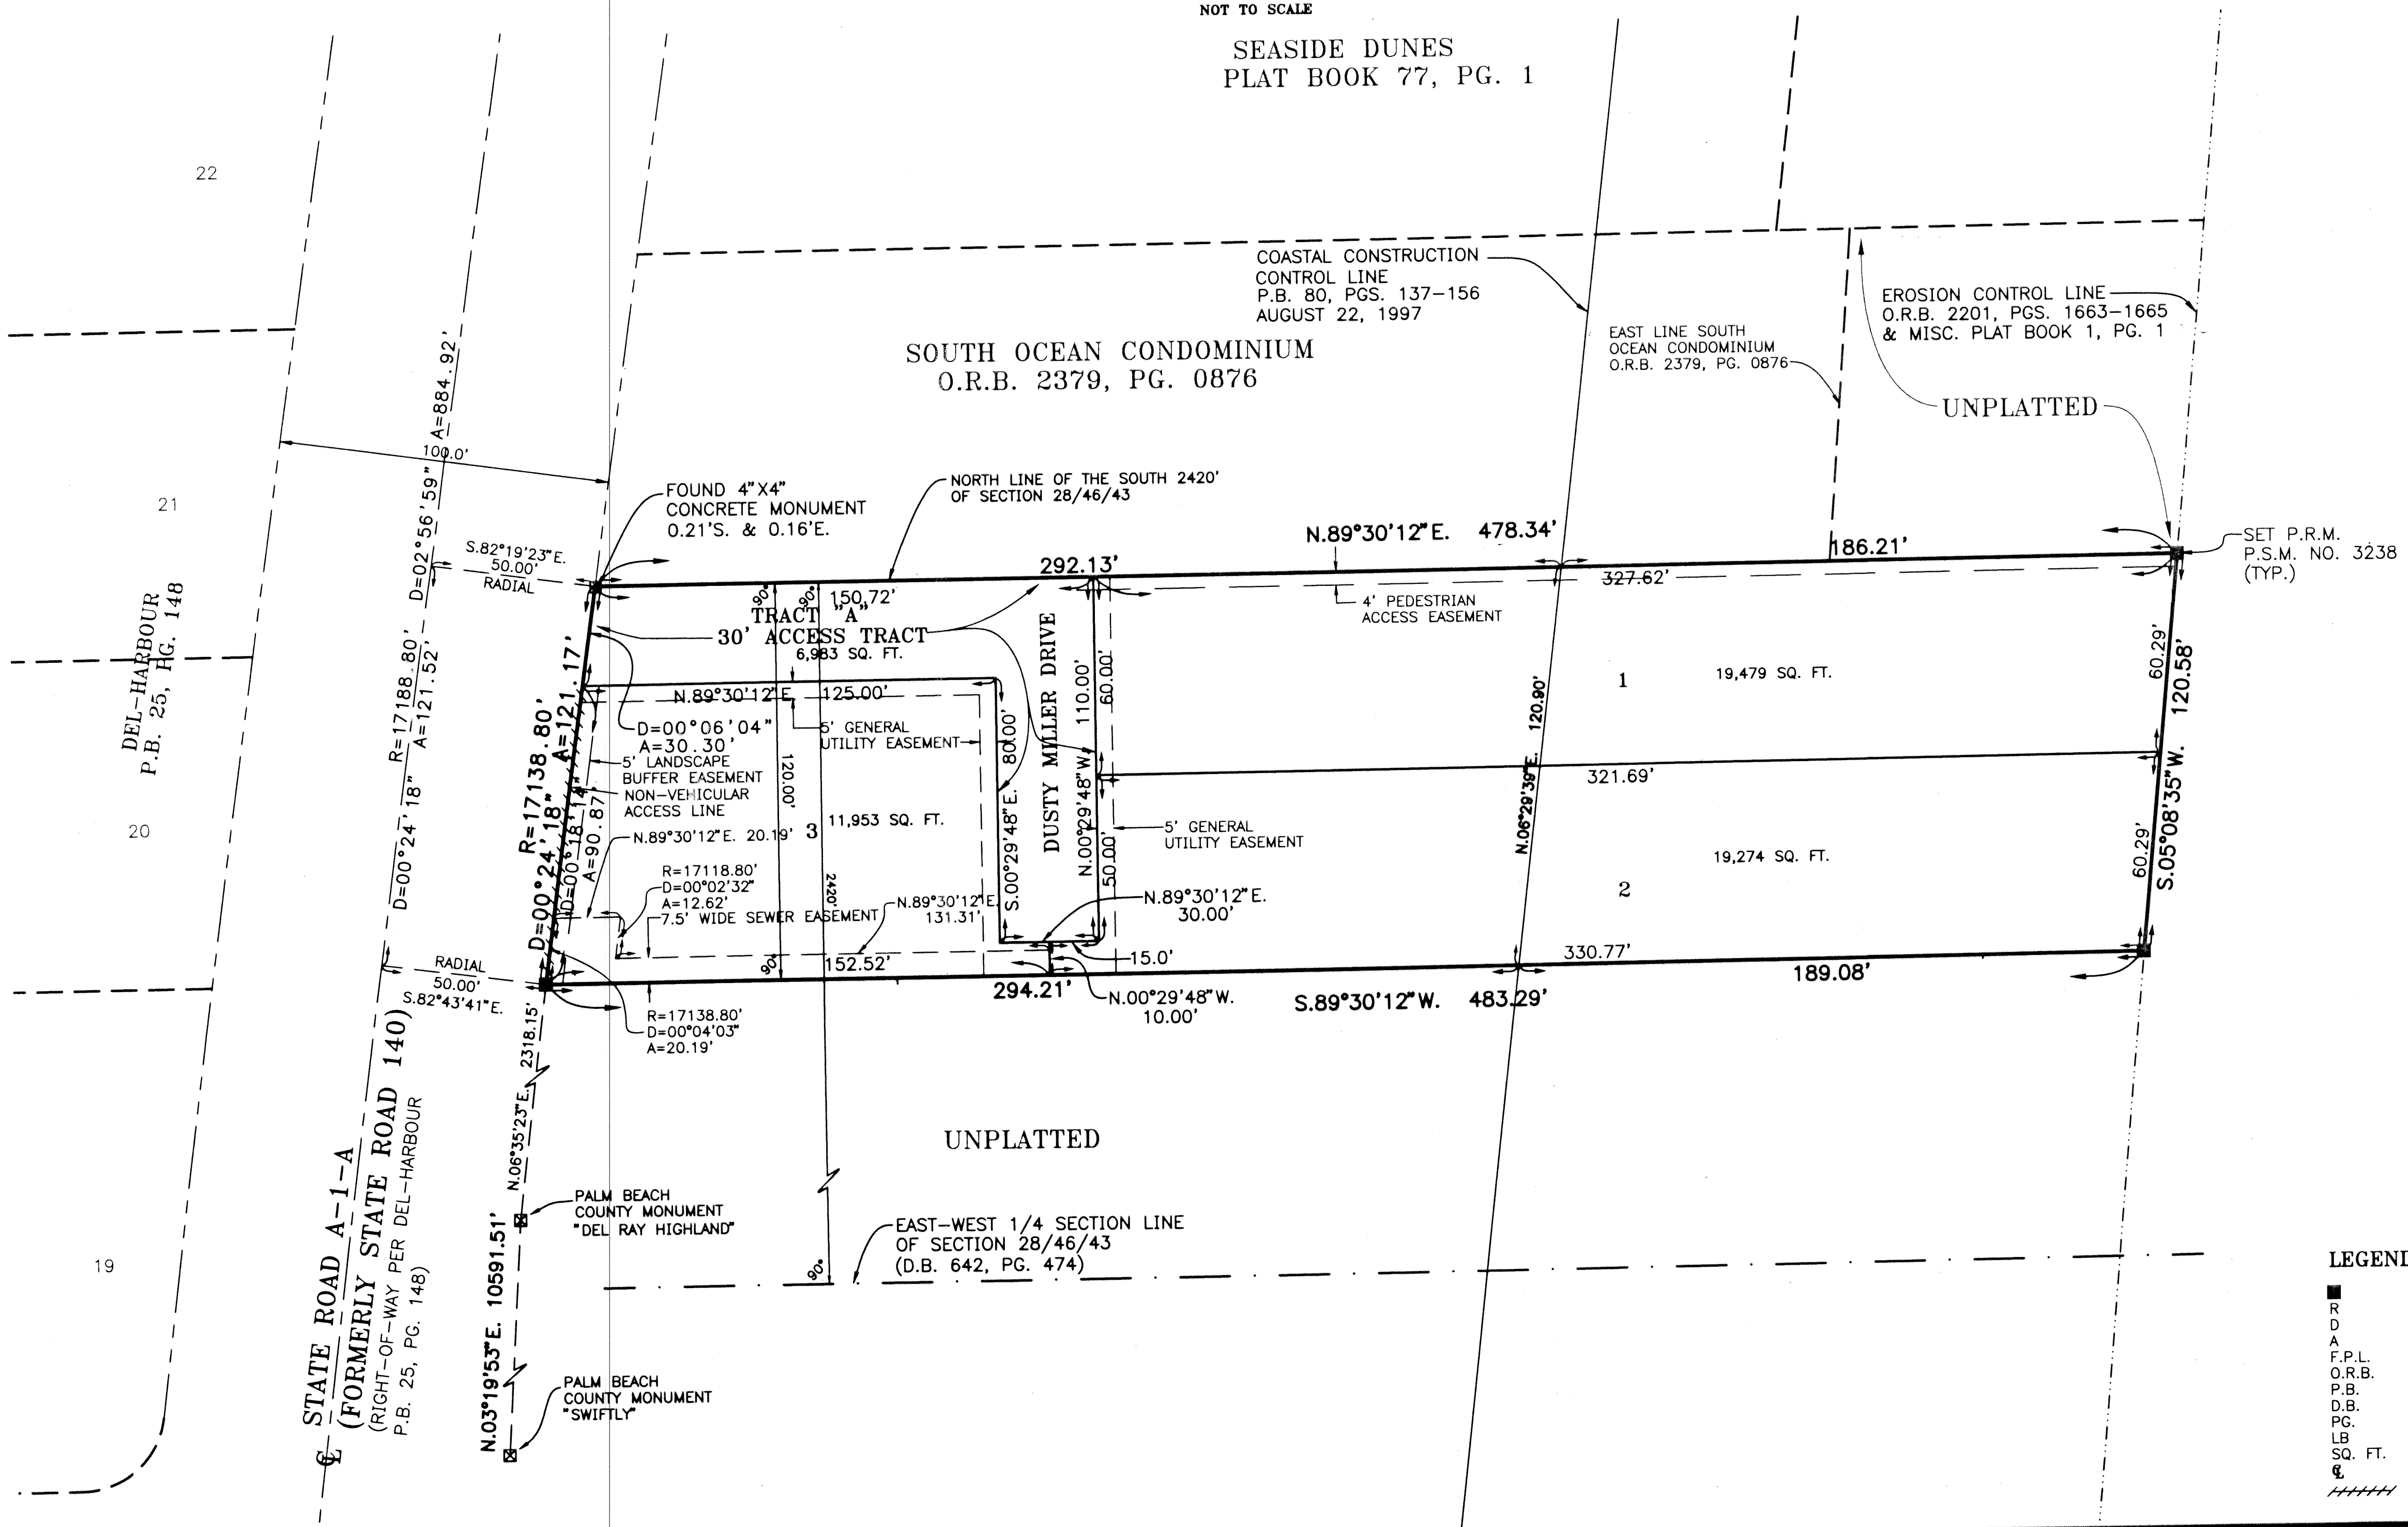 NOT TO SCALE
SEASIDE DUNES
PLAT BOOK 77, PG. 1
22
COASTAL CONSTRUCTION
CONTROL LINE
P.B. 80, PGS. 137-156
AUGUST 22, 1997
EROSION CONTROL LINE
O.R.B. 2201, PGS. 1663-1665
& MISC. PLAT BOOK 1, PG. 1
EAST LINE SOUTH
OCEAN CONDOMINIUM
O.R.B. 2379, PG. 0876
SOUTH OCEAN CONDOMINIUM
O.R.B. 2379, PG. 0876
UNPLATTED
D=02°56'59" A=884.92'
100.0'
21
FOUND 4"X4"
CONCRETE MONUMENT
0.21'S. & 0.16'E.
NORTH LINE OF THE SOUTH 2420'
OF SECTION 28/46/43
N.89°30'12"E. 478.34'
186.21'
SET P.R.M.
P.S.M. NO. 3238
(TYP.)
S.82°19'23"E.
50.00'
RADIAL
292.13'
327.62'
4' PEDESTRIAN
ACCESS EASEMENT
90°
90°
150.72'
TRACT "A"
30' ACCESS TRACT
6,983 SQ. FT.
DEL-HARBOUR
P.B. 25, PG. 148
R=17188.80'
D=00°24'18" A=121.52'
R=17138.80'
D=00°24'18" A=121.17'
N.89°30'12"E. 125.00'
D=00°06'04"
A=30.30'
5' GENERAL
UTILITY EASEMENT
5' LANDSCAPE
BUFFER EASEMENT
NON-VEHICULAR
ACCESS LINE
D=00°18'14"
A=90.87'
120.00'
S.00°29'48"E. 80.00'
DUSTY MILLER DRIVE
N.00°29'48"W. 110.00'
60.00'
50.00'
1
19,479 SQ. FT.
N.06°29'39"E. 120.90'
60.29'
S.05°08'35"W. 120.58'
60.29'
321.69'
20
3
11,953 SQ. FT.
5' GENERAL
UTILITY EASEMENT
19,274 SQ. FT.
2
N.89°30'12"E. 20.19'
R=17118.80'
D=00°02'32"
A=12.62'
7.5' WIDE SEWER EASEMENT
2420'
N.89°30'12"E.
131.31'
N.89°30'12"E.
30.00'
15.0'
RADIAL
50.00'
S.82°43'41"E.
90°
152.52'
294.21'
330.77'
189.08'
N.00°29'48"W.
10.00'
S.89°30'12"W. 483.29'
R=17138.80'
D=00°04'03"
A=20.19'
N.06°35'23"E. 2318.15'
UNPLATTED
PALM BEACH
COUNTY MONUMENT
"DEL RAY HIGHLAND"
EAST-WEST 1/4 SECTION LINE
OF SECTION 28/46/43
(D.B. 642, PG. 474)
90°
19
℄ STATE ROAD A-1-A
(FORMERLY STATE ROAD 140)
(RIGHT-OF-WAY PER DEL-HARBOUR
P.B. 25, PG. 148)
N.03°19'53"E. 10591.51'
PALM BEACH
COUNTY MONUMENT
"SWIFTLY"
LEGEND
R
D
A
F.P.L.
O.R.B.
P.B.
D.B.
PG.
LB
SQ. FT.
℄